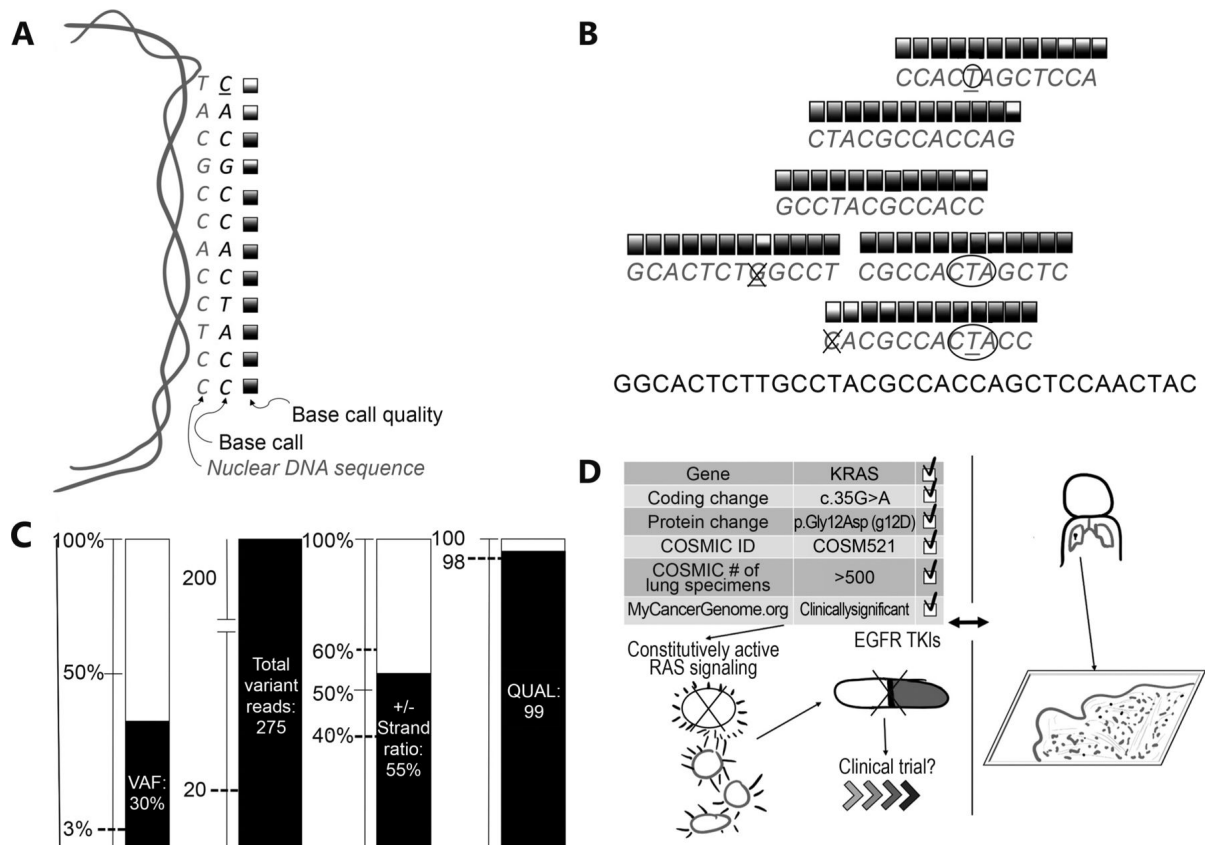 A
T C
A A
C C
G G
C C
C C
A A
C C
C T
T A
C C
C C
Base call quality
Base call
Nuclear DNA sequence
B
CCACTAGCTCCA
CTACGCCACCAG
GCCTACGCCACC
GCACTCTGGCCT CGCCACTAGCTC
CACGCCACTACC
GGCACTCTTGCCTACGCCACCAGCTCCAACTAC
C
100%
50%
3%
VAF:
30%
200
20
Total
variant
reads:
275
100%
60%
50%
40%
+/-
Strand
ratio:
55%
100
98
QUAL:
99
D
Gene KRAS
Coding change c.35G>A
Protein change p.Gly12Asp (g12D)
COSMIC ID COSM521
COSMIC # of
lung specimens >500
MyCancerGenome.org Clinicallysignificant
Constitutively active
RAS signaling
EGFR TKIs
Clinical trial?